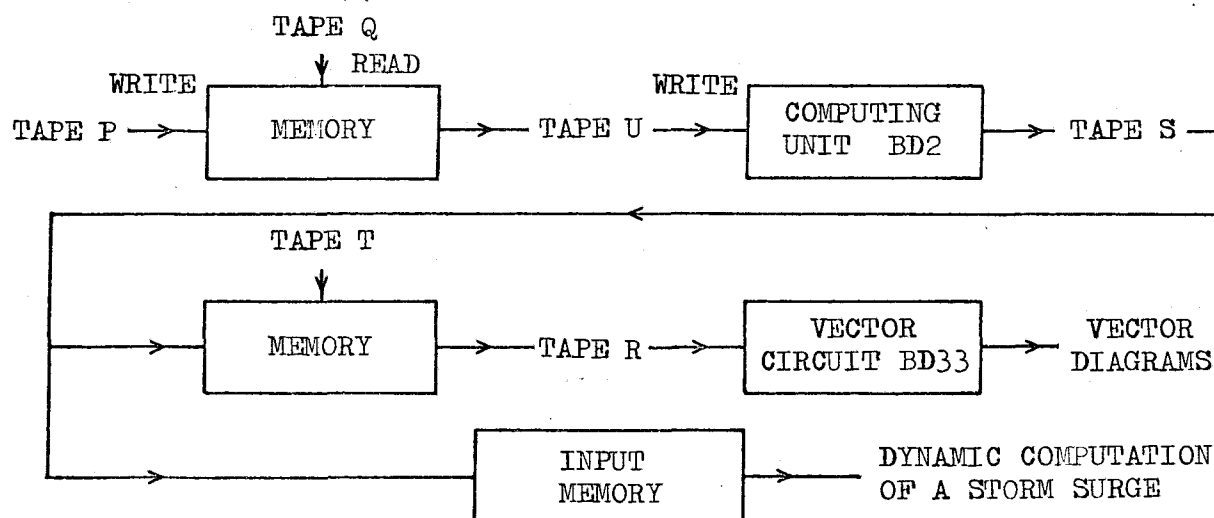 TAPE Q
READ
WRITE
TAPE P
MEMORY
TAPE U
WRITE
COMPUTING
UNIT BD2
TAPE S
TAPE T
MEMORY
TAPE R
VECTOR
CIRCUIT BD33
VECTOR
DIAGRAMS
INPUT
MEMORY
DYNAMIC COMPUTATION
OF A STORM SURGE